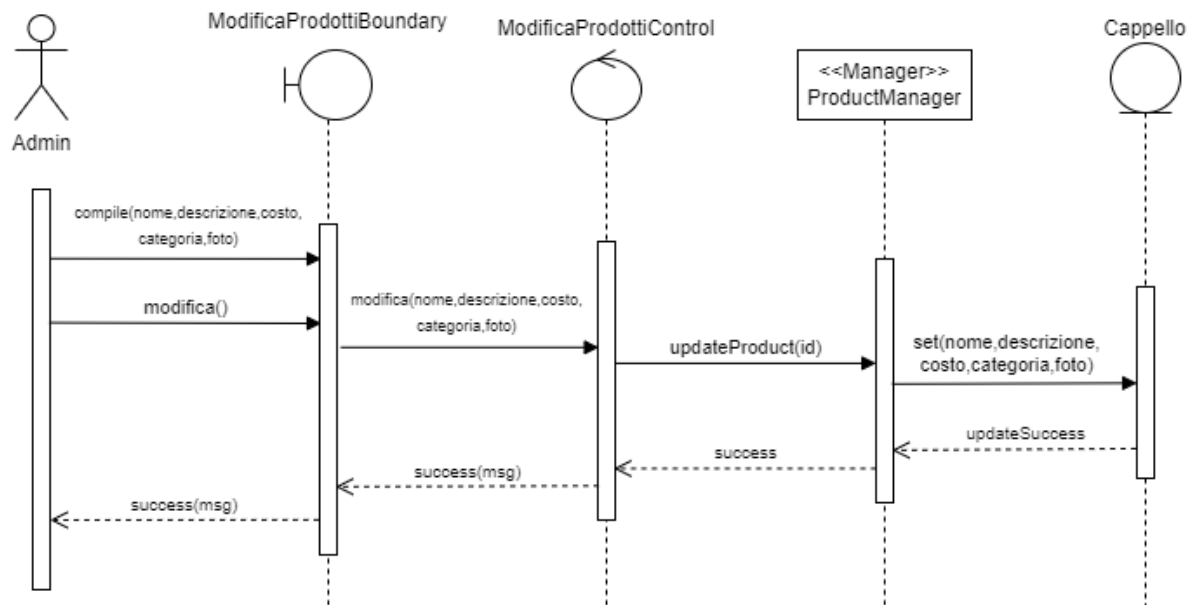 ModificaProdottiBoundary
ModificaProdottiControl
Cappello
<<Manager>>
ProductManager
Admin
compile(nome,descrizione,costo,
categoria,foto)
modifica()
modifica(nome,descrizione,costo,
categoria,foto)
updateProduct(id)
set(nome,descrizione,
costo,categoria,foto)
updateSuccess
success
success(msg)
success(msg)